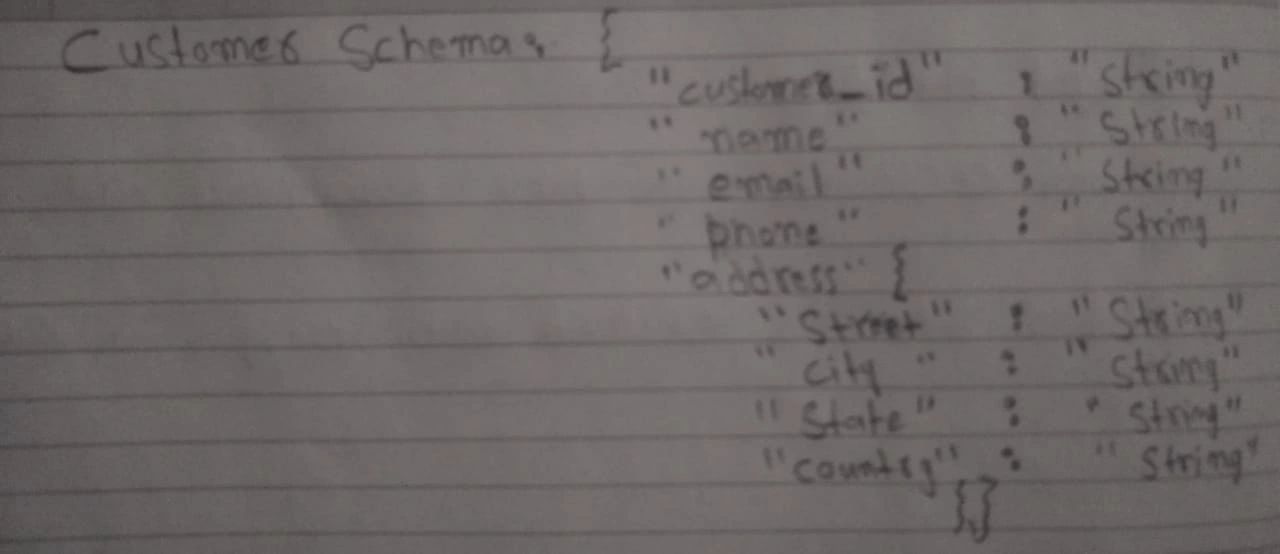 Customer Schema: {
"customer_id" : "String"
"name" : "String"
"email" : "String"
"phone" : "String"
"address" {
"Street" : "String"
"city" : "String"
"State" : "String"
"country" : "String"
},}